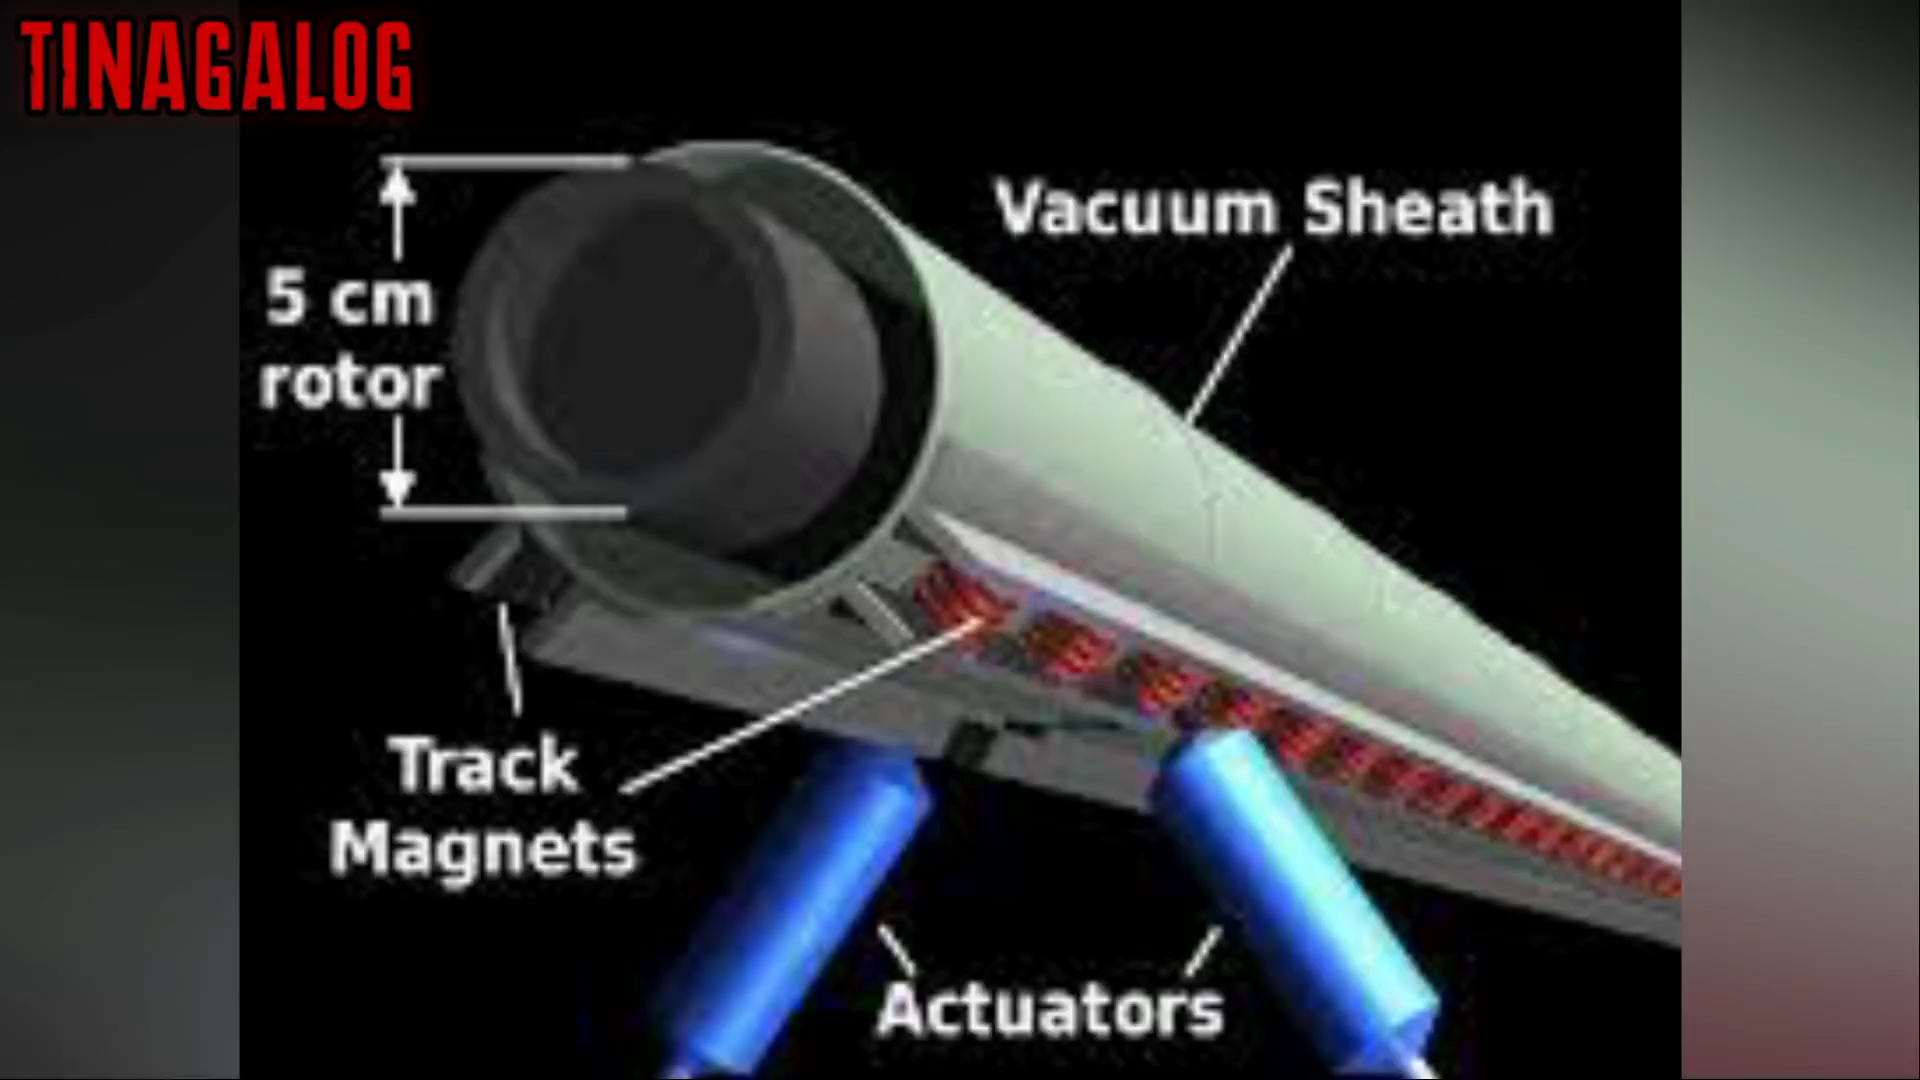 TINAGALOG
Vacuum Sheath
5 cm
rotor
Track
Magnets
Actuators